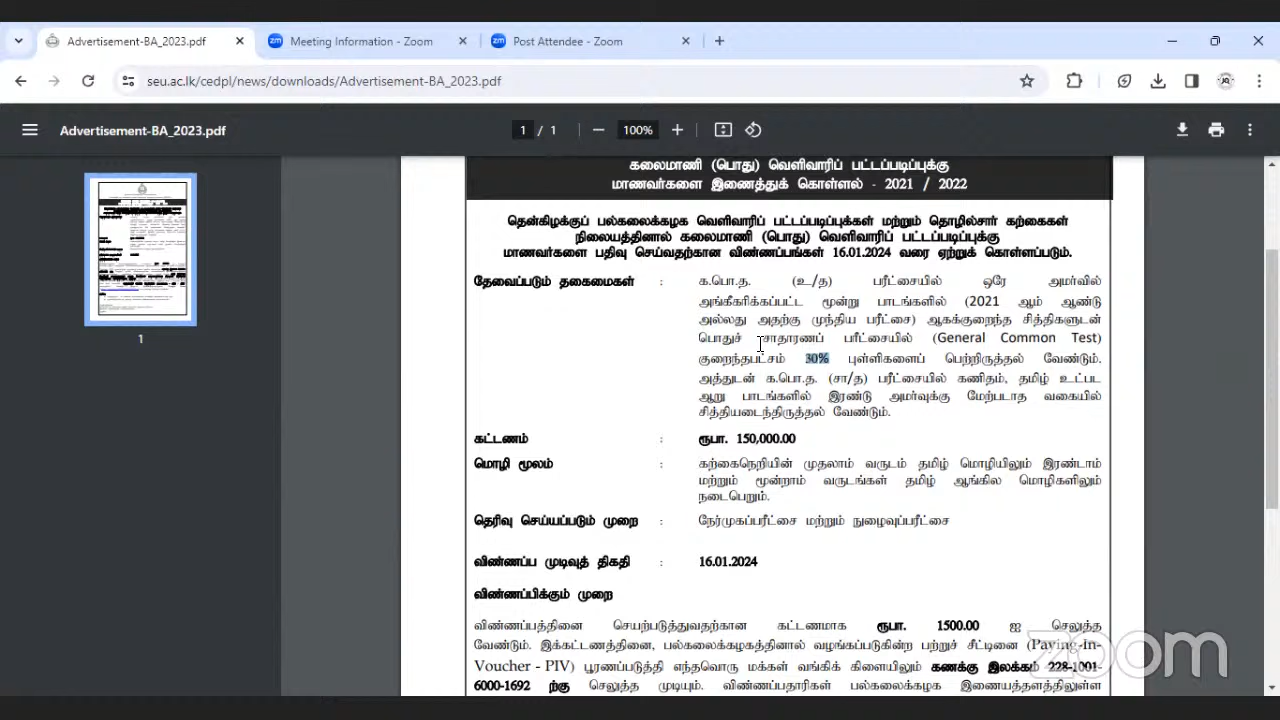 Advertisement-BA_2023.pdf
Meeting Information - Zoom
Post Attendee - Zoom
seu.ac.lk/cedpl/news/downloads/Advertisement-BA_2023.pdf
Advertisement-BA_2023.pdf
1 / 1
100%
1
கலைமாணி (பொது) வெளிவாரிப் பட்டப்படிப்புக்கு
மாணவர்களை இணைத்துக் கொள்ளல் - 2021 / 2022
தென்கிழக்குப் பல்கலைக்கழக வெளிவாரிப் பட்டப்படிப்புக்கள் மற்றும் தொழில்சார் கற்கைகள்
நிலையத்தினால் கலைமாணி (பொது) வெளிவாரிப் பட்டப்படிப்புக்கு
மாணவர்களை பதிவு செய்வதற்கான விண்ணப்பங்கள் 16.01.2024 வரை ஏற்றுக் கொள்ளப்படும்.
தேவைப்படும் தகைமைகள் : க.பொ.த. (உ/த) பரீட்சையில் ஒரே அமர்வில்
அங்கீகரிக்கப்பட்ட மூன்று பாடங்களில் (2021 ஆம் ஆண்டு
அல்லது அதற்கு முந்திய பரீட்சை) ஆகக்குறைந்த சித்திகளுடன்
பொதுச் சாதாரணப் பரீட்சையில் (General Common Test)
குறைந்தபட்சம் 30% புள்ளிகளைப் பெற்றிருத்தல் வேண்டும்.
அத்துடன் க.பொ.த. (சா/த) பரீட்சையில் கணிதம், தமிழ் உட்பட
ஆறு பாடங்களில் இரண்டு அமர்வுக்கு மேற்படாத வகையில்
சித்தியடைந்திருத்தல் வேண்டும்.
கட்டணம் : ரூபா. 150,000.00
மொழி மூலம் : கற்கைநெறியின் முதலாம் வருடம் தமிழ் மொழியிலும் இரண்டாம்
மற்றும் மூன்றாம் வருடங்கள் தமிழ் ஆங்கில மொழிகளிலும்
நடைபெறும்.
தெரிவு செய்யப்படும் முறை : நேர்முகப்பரீட்சை மற்றும் நுழைவுப்பரீட்சை
விண்ணப்ப முடிவுத் திகதி : 16.01.2024
விண்ணப்பிக்கும் முறை
விண்ணப்பத்தினை செயற்படுத்துவதற்கான கட்டணமாக ரூபா. 1500.00 ஐ செலுத்த
வேண்டும். இக்கட்டணத்தினை, பல்கலைக்கழகத்தினால் வழங்கப்படுகின்ற பற்றுச் சீட்டினை (Paying-in-
Voucher - PIV) பூரணப்படுத்தி எந்தவொரு மக்கள் வங்கிக் கிளையிலும் கணக்கு இலக்கம் 228-1001-
6000-1692 ற்கு செலுத்த முடியும். விண்ணப்பதாரிகள் பல்கலைக்கழக இணையத்தளத்திலுள்ள
zoom